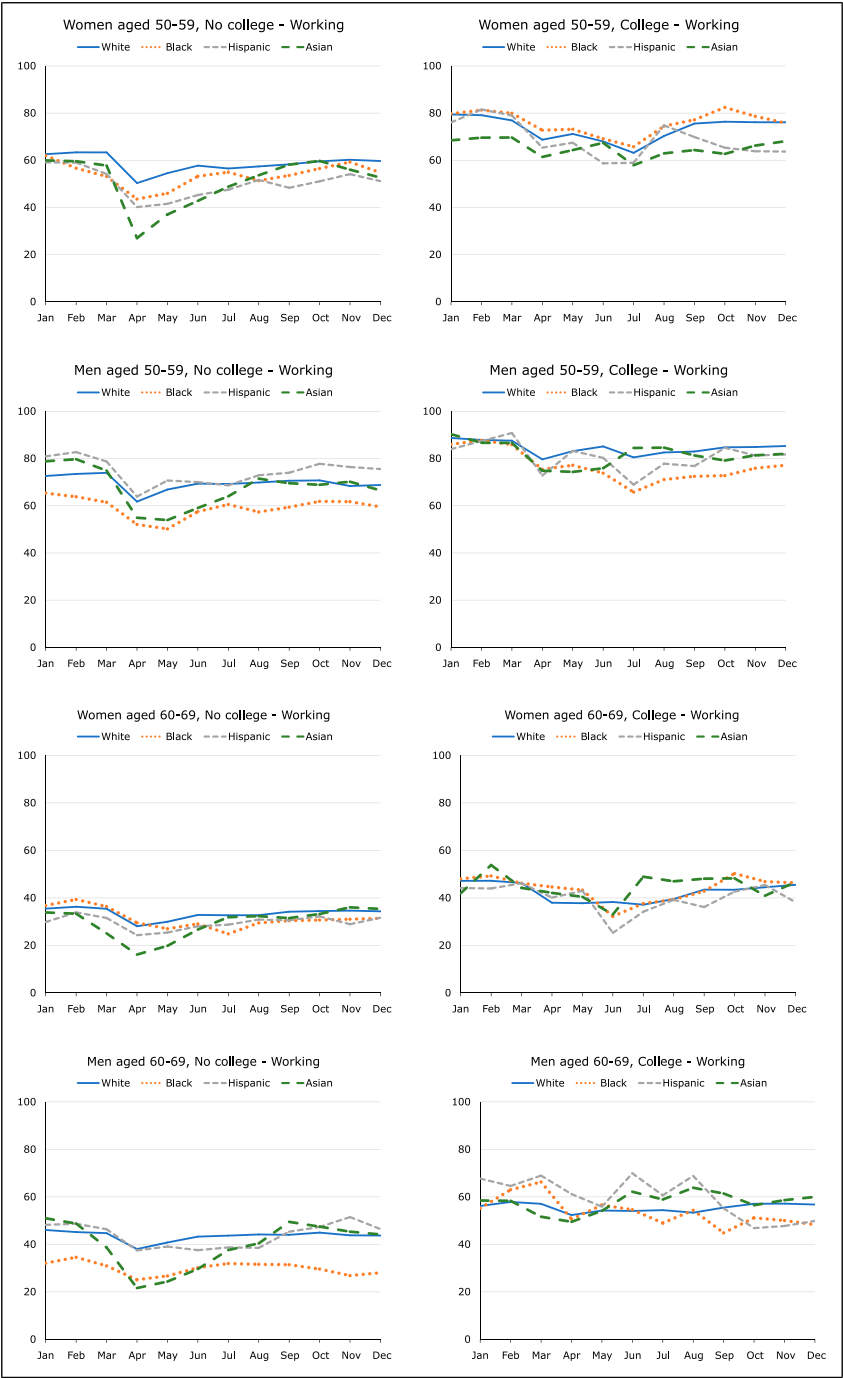 Women aged 50-59, No college - Working
White Black Hispanic Asian
100
80
60
40
20
0
Jan Feb Mar Apr May Jun Jul Aug Sep Oct Nov Dec
Women aged 50-59, College - Working
White Black Hispanic Asian
100
80
60
40
20
0
Jan Feb Mar Apr May Jun Jul Aug Sep Oct Nov Dec
Men aged 50-59, No college - Working
White Black Hispanic Asian
100
80
60
40
20
0
Jan Feb Mar Apr May Jun Jul Aug Sep Oct Nov Dec
Men aged 50-59, College - Working
White Black Hispanic Asian
100
80
60
40
20
0
Jan Feb Mar Apr May Jun Jul Aug Sep Oct Nov Dec
Women aged 60-69, No college - Working
White Black Hispanic Asian
100
80
60
40
20
0
Jan Feb Mar Apr May Jun Jul Aug Sep Oct Nov Dec
Women aged 60-69, College - Working
White Black Hispanic Asian
100
80
60
40
20
0
Jan Feb Mar Apr May Jun Jul Aug Sep Oct Nov Dec
Men aged 60-69, No college - Working
White Black Hispanic Asian
100
80
60
40
20
0
Jan Feb Mar Apr May Jun Jul Aug Sep Oct Nov Dec
Men aged 60-69, College - Working
White Black Hispanic Asian
100
80
60
40
20
0
Jan Feb Mar Apr May Jun Jul Aug Sep Oct Nov Dec